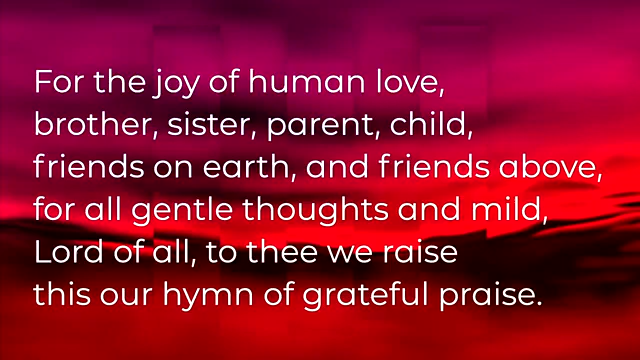 For the joy of human love,
brother, sister, parent, child,
friends on earth, and friends above,
for all gentle thoughts and mild,
Lord of all, to thee we raise
this our hymn of grateful praise.